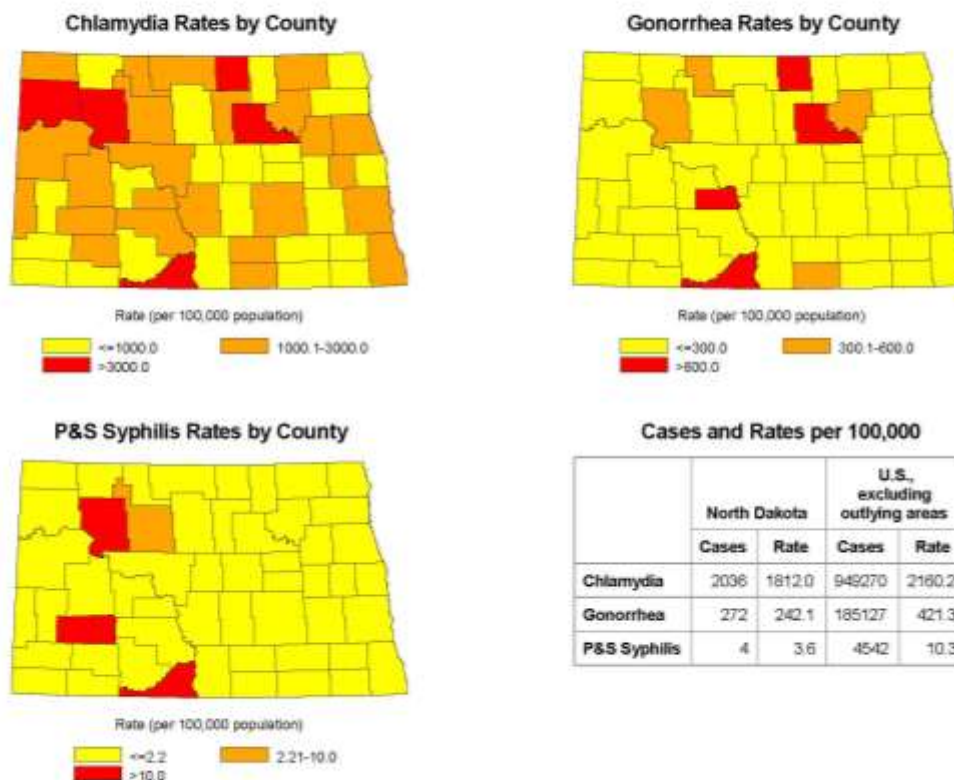 Chlamydia Rates by County
Rate (per 100,000 population)
<=1000.0 1000.1-3000.0
>3000.0
Gonorrhea Rates by County
Rate (per 100,000 population)
<=300.0 300.1-600.0
>600.0
P&S Syphilis Rates by County
Rate (per 100,000 population)
<=2.2 2.21-10.0
>10.0
Cases and Rates per 100,000
North Dakota U.S., excluding outlying areas
Cases Rate Cases Rate
Chlamydia 2036 1812.0 949270 2160.2
Gonorrhea 272 242.1 185127 421.3
P&S Syphilis 4 3.6 4542 10.3